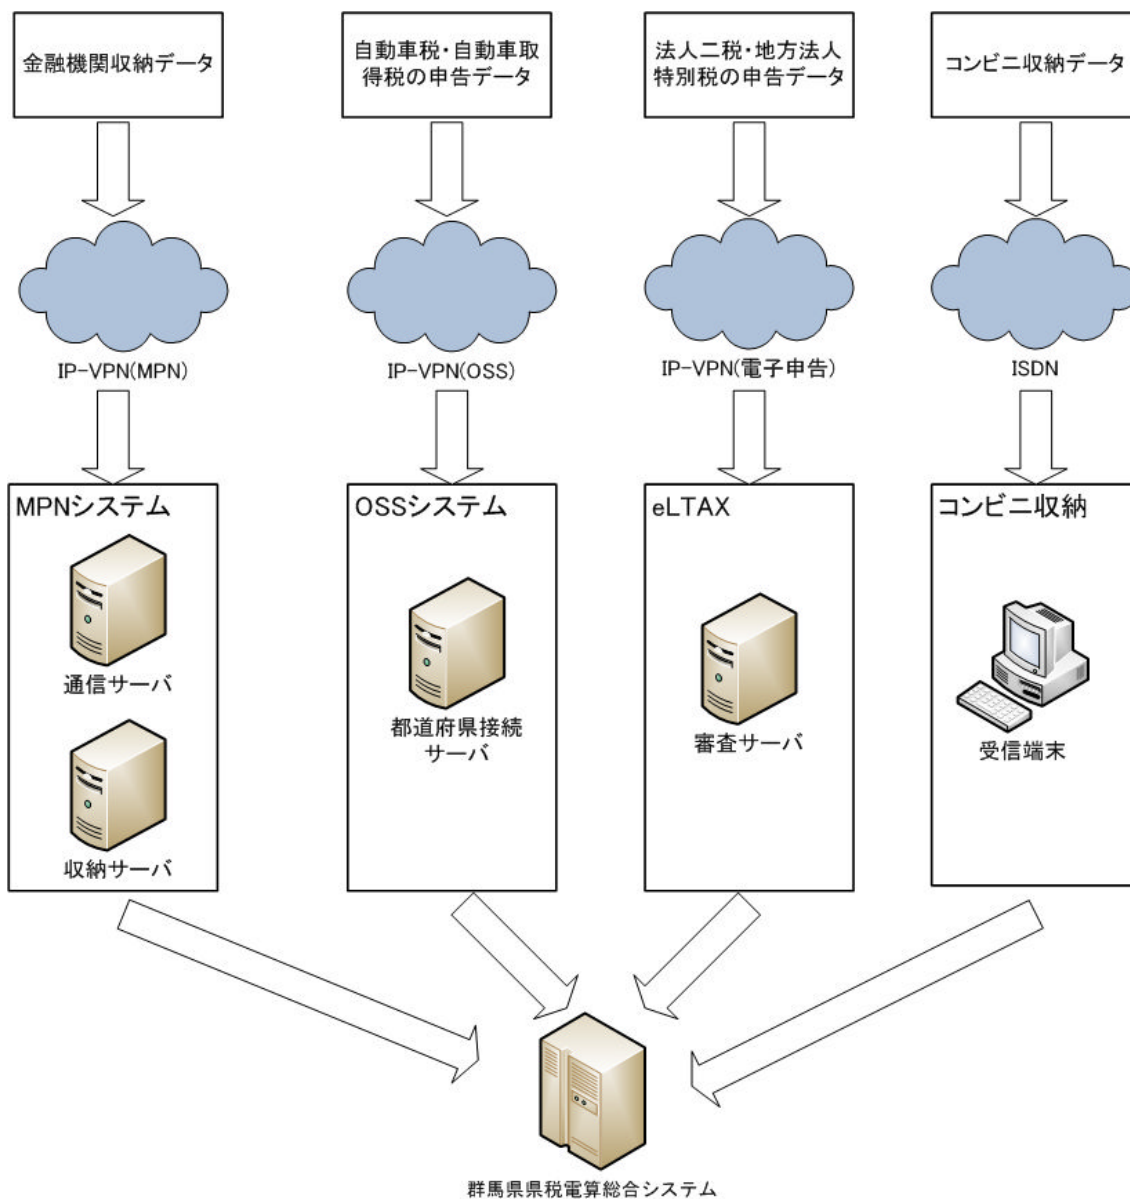 金融機関収納データ
自動車税・自動車取
得税の申告データ
法人二税・地方法人
特別税の申告データ
コンビニ収納データ
IP-VPN(MPN)
IP-VPN(OSS)
IP-VPN(電子申告)
ISDN
MPNシステム
OSSシステム
eLTAX
コンビニ収納
通信サーバ
収納サーバ
都道府県接続
サーバ
審査サーバ
受信端末
群馬県県税電算総合システム